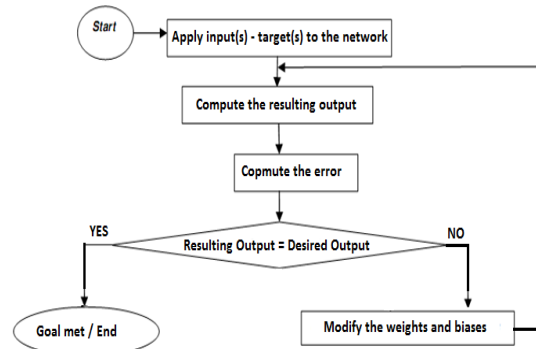 Start
Apply input(s) - target(s) to the network
Compute the resulting output
Copmute the error
YES
Resulting Output = Desired Output
NO
Goal met / End
Modify the weights and biases